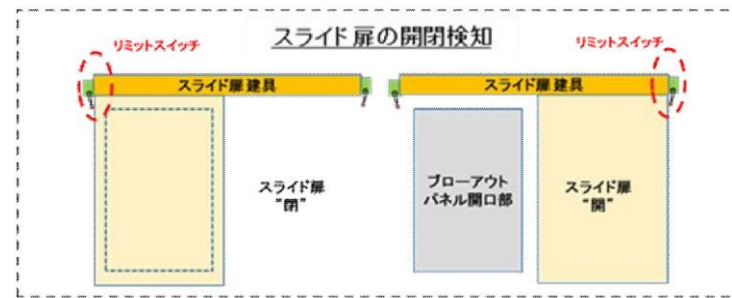 スライド扉の開閉検知
リミットスイッチ
リミットスイッチ
スライド扉建具
スライド扉建具
スライド扉
“閉”
ブローアウト
パネル開口部
スライド扉
“開”